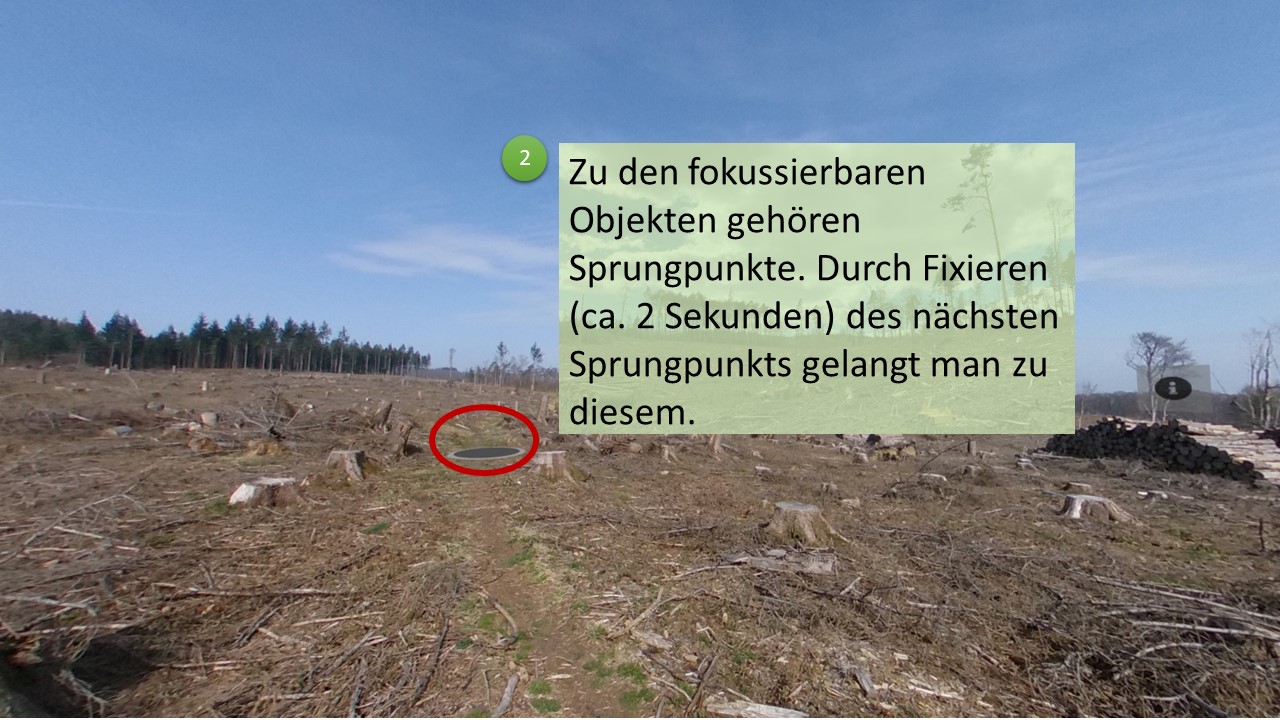 2
Zu den fokussierbaren
Objekten gehören
Sprungpunkte. Durch Fixieren
(ca. 2 Sekunden) des nächsten
Sprungpunkts gelangt man zu
diesem.
i